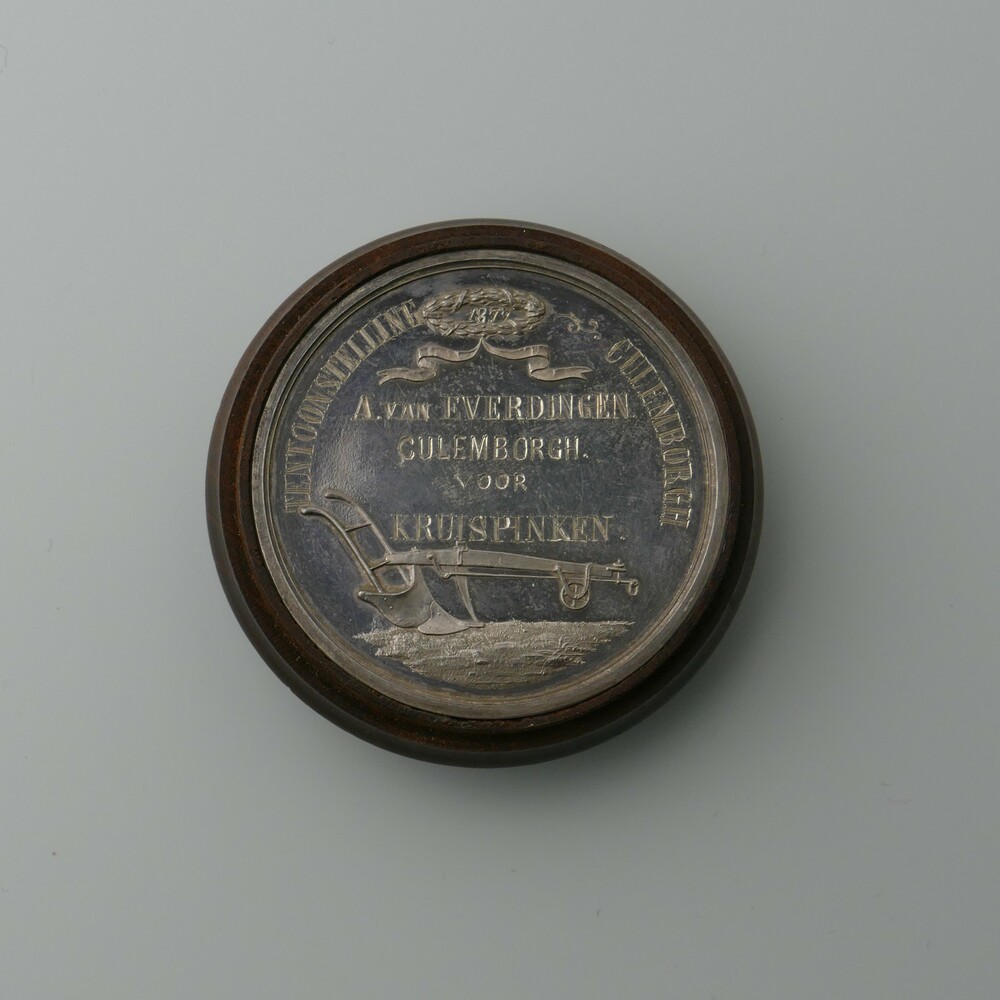 TENTOONSTELLING
CULEMBORGH
A. VAN EVERDINGEN
CULEMBORGH.
VOOR
KRUISPINKEN.